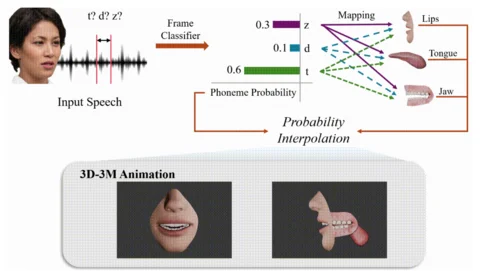 t? d? z?
Input Speech
Frame
Classifier
0.3 z
0.1 d
0.6 t
Phoneme Probability
Mapping
Lips
Tongue
Jaw
Probability
Interpolation
3D-3M Animation